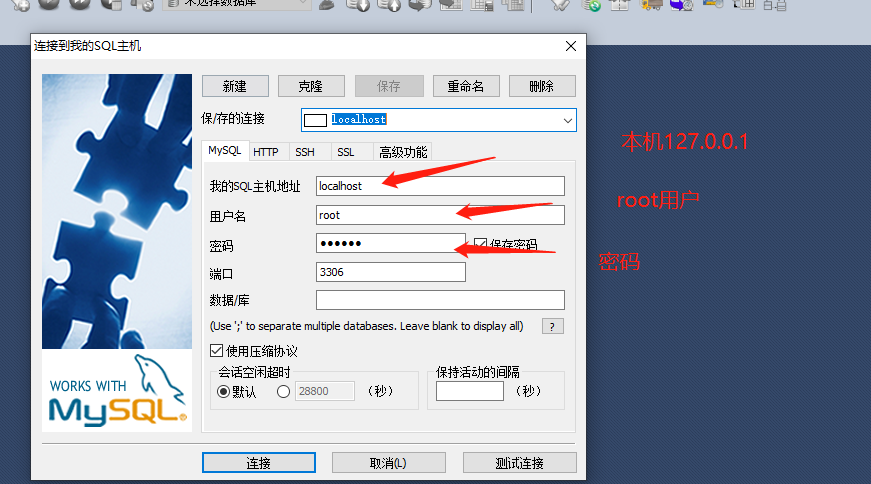 未选择数据库
连接到我的SQL主机
新建 克隆 保存 重命名 删除
保/存的连接 localhost
MySQL HTTP SSH SSL 高级功能
本机127.0.0.1
我的SQL主机地址 localhost
用户名 root
root用户
密码 •••••• 保存密码
密码
端口 3306
数据/库
(Use ';' to separate multiple databases. Leave blank to display all) ?
使用压缩协议
会话空闲超时 保持活动的间隔
默认 28800 (秒) (秒)
WORKS WITH
MySQL®
连接 取消(L) 测试连接